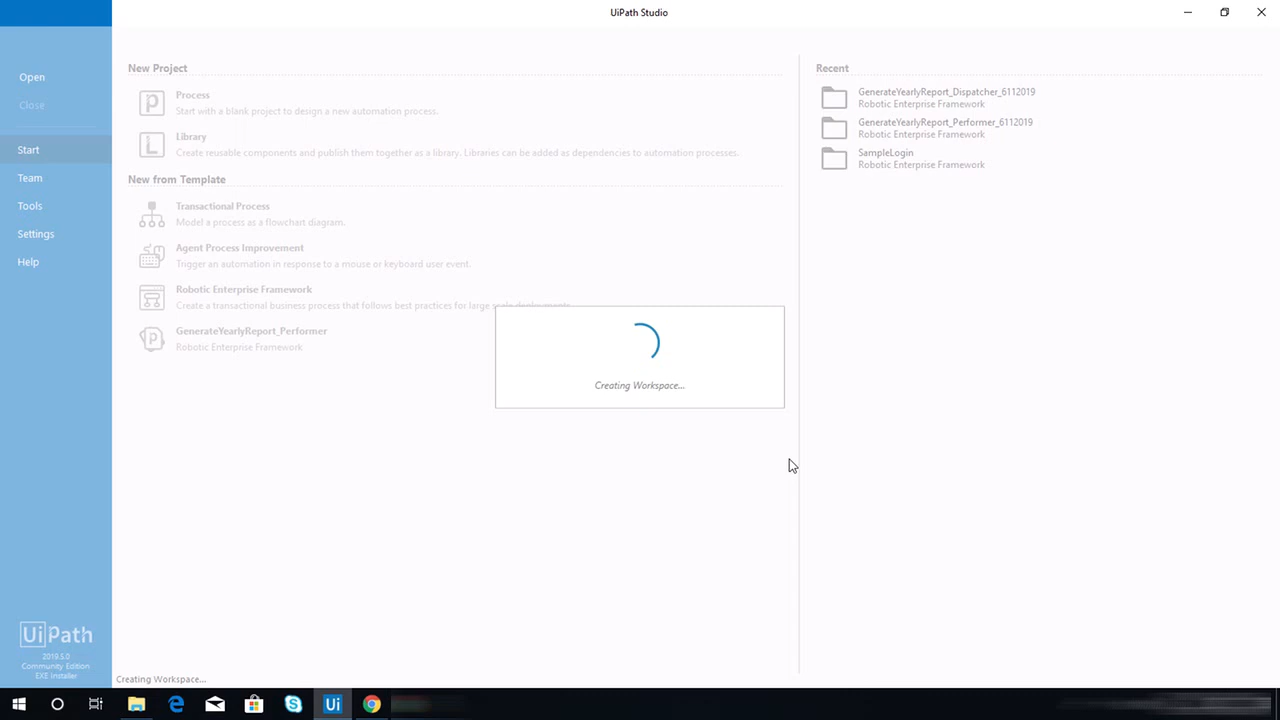 UiPath Studio
Open
Close
Start
Team
Tools
Settings
Help
New Project
Process
Start with a blank project to design a new automation process.
Library
Create reusable components and publish them together as a library. Libraries can be added as dependencies to automation processes.
New from Template
Transactional Process
Model a process as a flowchart diagram.
Agent Process Improvement
Trigger an automation in response to a mouse or keyboard user event.
Robotic Enterprise Framework
Create a transactional business process that follows best practices for large scale deployments.
GenerateYearlyReport_Performer
Robotic Enterprise Framework
Recent
GenerateYearlyReport_Dispatcher_6112019
Robotic Enterprise Framework
GenerateYearlyReport_Performer_6112019
Robotic Enterprise Framework
SampleLogin
Robotic Enterprise Framework
Creating Workspace...
UiPath
2019.5.0
Community Edition
EXE Installer
Creating Workspace...
Ui